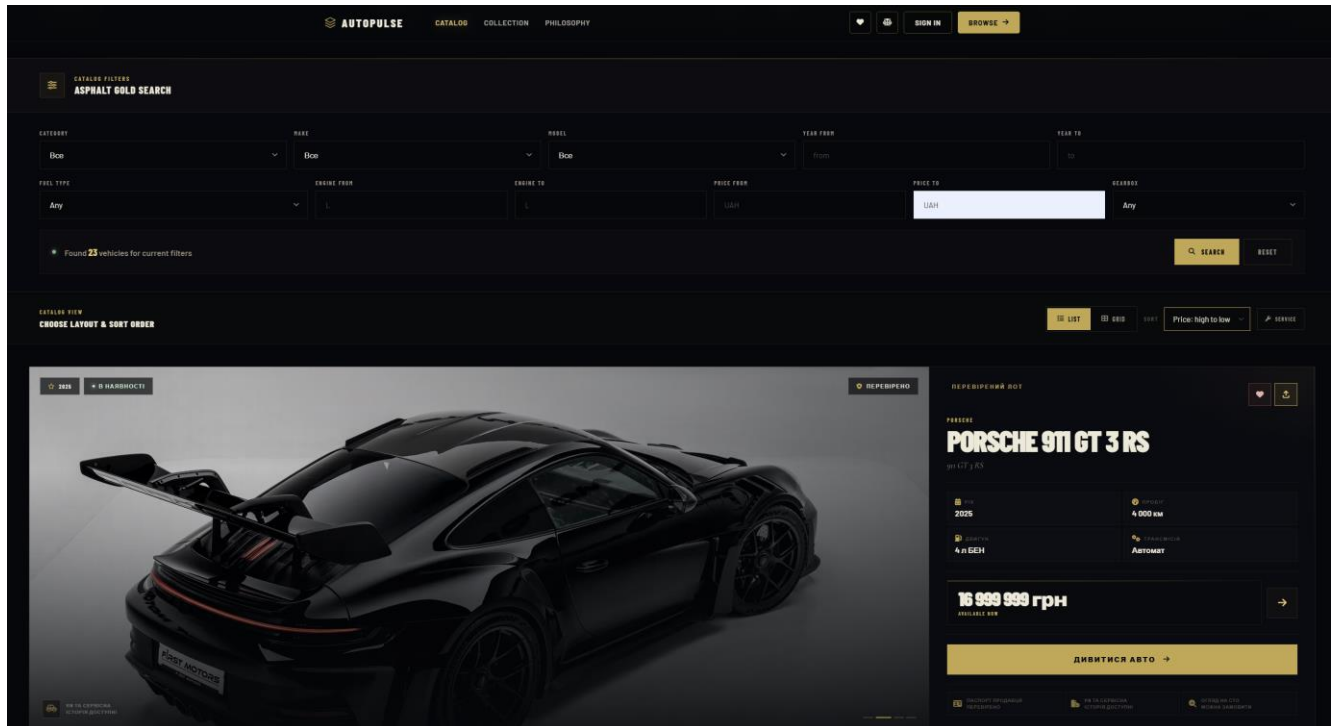 AUTOPULSE CATALOG COLLECTION PHILOSOPHY SIGN IN BROWSE →
CATALOG FILTERS
ASPHALT GOLD SEARCH
CATEGORY MAKE MODEL YEAR FROM YEAR TO
Все Все Все from to
FUEL TYPE ENGINE FROM ENGINE TO PRICE FROM PRICE TO GEARBOX
Any L L UAH UAH Any
Found 23 vehicles for current filters SEARCH RESET
CATALOG VIEW
CHOOSE LAYOUT & SORT ORDER
LIST GRID SORT Price: high to low SERVICE
2025 В НАЯВНОСТІ ПЕРЕВІРЕНО
ПЕРЕВІРЕНИЙ ЛОТ
PORSCHE
PORSCHE 911 GT 3 RS
911 GT 3 RS
РІК ПРОБІГ
2025 4 000 км
ДВИГУН ТРАНСМІСІЯ
4 л БЕН Автомат
16 999 999 грн
AVAILABLE NOW
ДИВИТИСЯ АВТО →
FIRST MOTORS